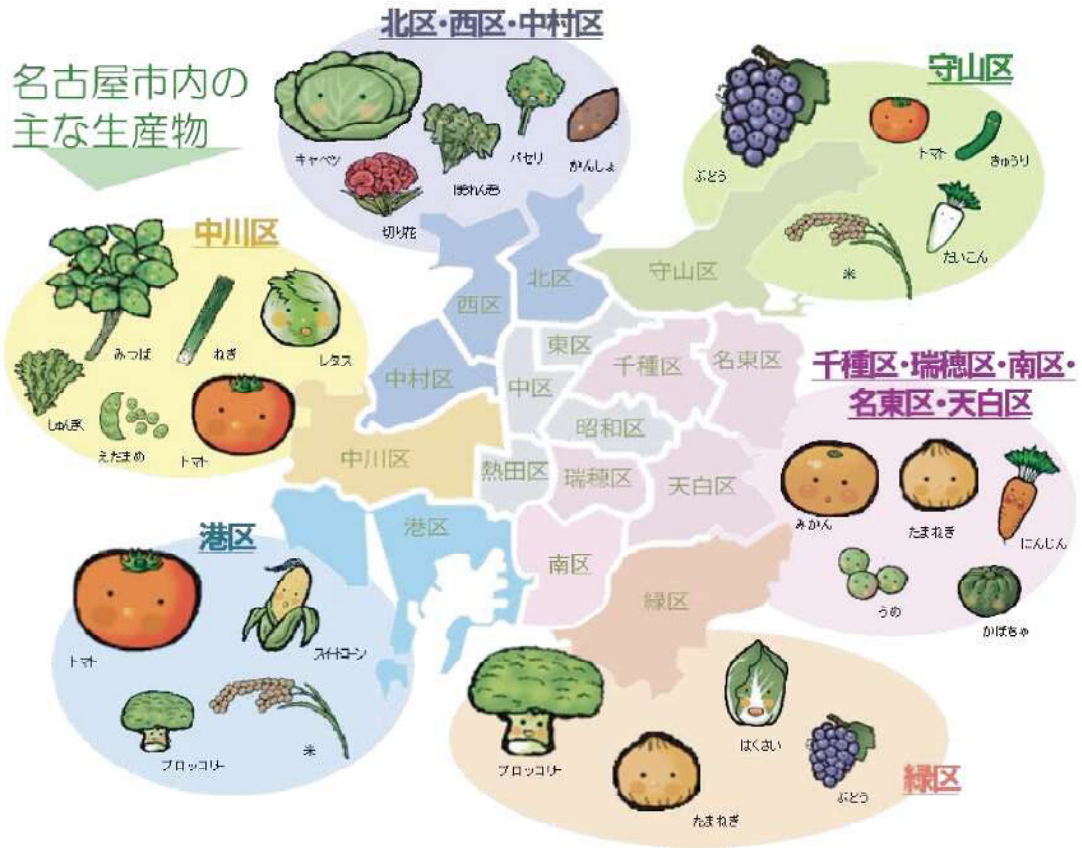 名古屋市内の
主な生産物
北区・西区・中村区
キャベツ
ほうれん草
パセリ
かんしょ
切り花
守山区
ぶどう
トマト
きゅうり
米
だいこん
中川区
みつば
ねぎ
レタス
しゅんぎく
えだまめ
トマト
千種区・瑞穂区・南区・
名東区・天白区
みかん
たまねぎ
にんじん
うめ
かぼちゃ
港区
トマト
スイートコーン
ブロッコリー
米
緑区
ブロッコリー
たまねぎ
はくさい
ぶどう
守山区
北区
西区
東区
千種区
名東区
中村区
中区
昭和区
中川区
熱田区
瑞穂区
天白区
港区
南区
緑区